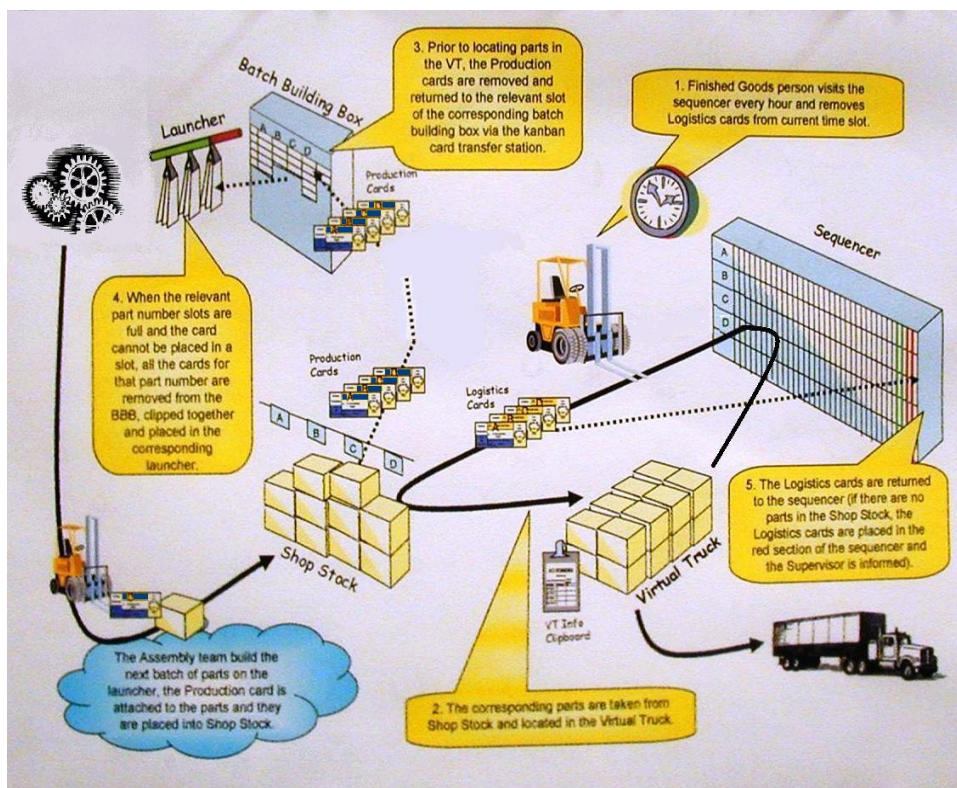 Batch Building Box
3. Prior to locating parts in
the VT, the Production
cards are removed and
returned to the relevant slot
of the corresponding batch
building box via the kanban
card transfer station.
1. Finished Goods person visits the
sequencer every hour and removes
Logistics cards from current time slot.
Launcher
A B C D
Production
Cards
Sequencer
A
B
C
D
4. When the relevant
part number slots are
full and the card
cannot be placed in a
slot, all the cards for
that part number are
removed from the
BBB, clipped together
and placed in the
corresponding
launcher.
Production
Cards
Logistics
Cards
A B C D
5. The Logistics cards are returned
to the sequencer (if there are no
parts in the Shop Stock, the
Logistics cards are placed in the
red section of the sequencer and
the Supervisor is informed).
Shop Stock
Virtual Truck
VT Info
Clipboard
The Assembly team build the
next batch of parts on the
launcher, the Production card is
attached to the parts and they
are placed into Shop Stock.
2. The corresponding parts are taken from
Shop Stock and located in the Virtual Truck.